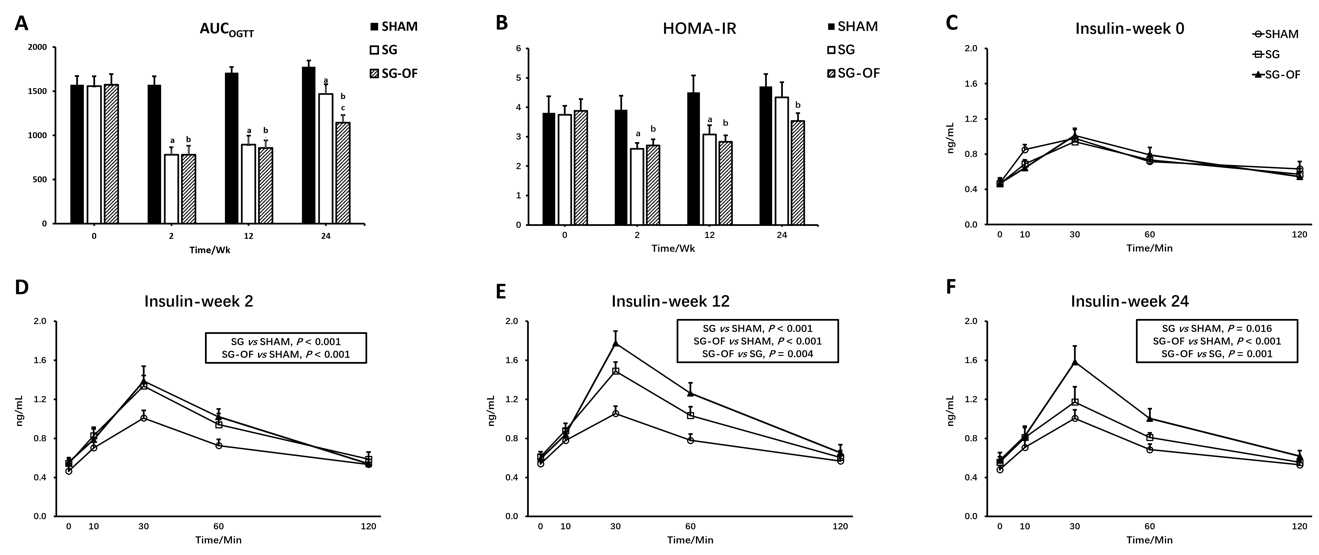 A
AUCOGTT
SHAM
SG
SG-OF
2000
1500
1000
500
0
a
b
a
b
a
b
c
0
2
12
24
Time/Wk
B
HOMA-IR
SHAM
SG
SG-OF
6
5
4
3
2
1
0
a
b
a
b
b
0
2
12
24
Time/Wk
C
Insulin-week 0
SHAM
SG
SG-OF
ng/mL
2.0
1.6
1.2
0.8
0.4
0.0
0
10
30
60
120
Time/Min
D
Insulin-week 2
SG vs SHAM, P < 0.001
SG-OF vs SHAM, P < 0.001
ng/mL
2.0
1.6
1.2
0.8
0.4
0.0
0
10
30
60
120
Time/Min
E
Insulin-week 12
SG vs SHAM, P < 0.001
SG-OF vs SHAM, P < 0.001
SG-OF vs SG, P = 0.004
ng/mL
2.0
1.6
1.2
0.8
0.4
0.0
0
10
30
60
120
Time/Min
F
Insulin-week 24
SG vs SHAM, P = 0.016
SG-OF vs SHAM, P < 0.001
SG-OF vs SG, P = 0.001
ng/mL
2.0
1.6
1.2
0.8
0.4
0.0
0
10
30
60
120
Time/Min